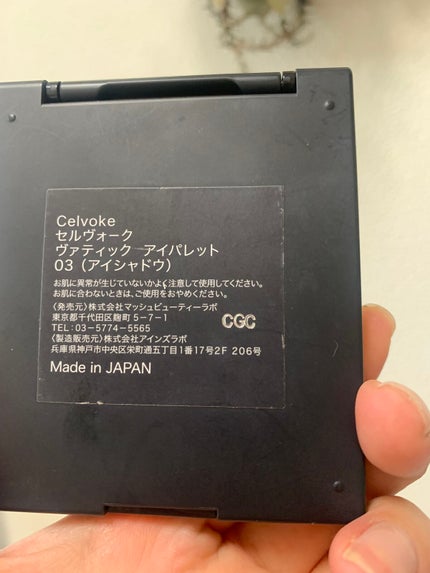 Celvoke
セルヴォーク
ヴァティック アイパレット
03（アイシャドウ）
お肌に異常が生じていないかよく注意して使用してください。
お肌に合わないときは、ご使用をおやめください。
〈発売元〉株式会社マッシュビューティーラボ
東京都千代田区麹町5-7-1
TEL：03-5774-5565
CGC
〈製造販売元〉株式会社アインズラボ
兵庫県神戸市中央区栄町通五丁目1番17号2F 206号
Made in JAPAN